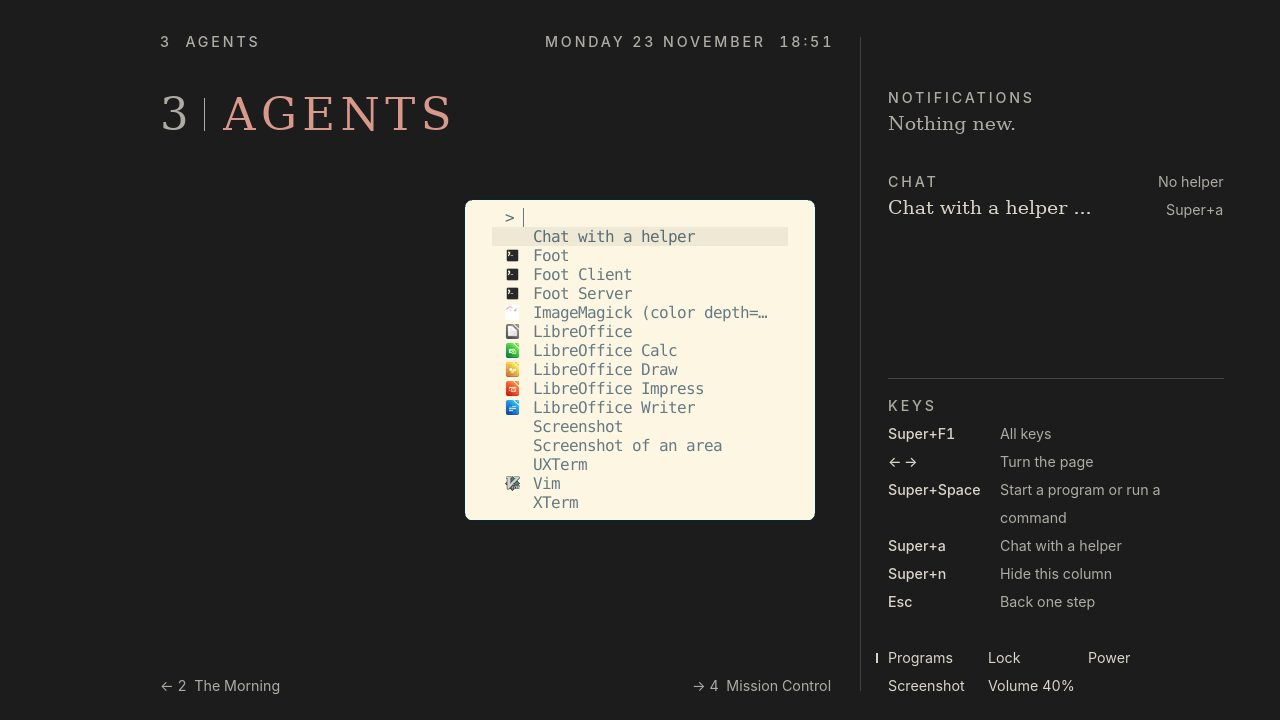 3 AGENTS
MONDAY 23 NOVEMBER 18:51
3 | AGENTS
>
Chat with a helper
Foot
Foot Client
Foot Server
ImageMagick (color depth=…
LibreOffice
LibreOffice Calc
LibreOffice Draw
LibreOffice Impress
LibreOffice Writer
Screenshot
Screenshot of an area
UXTerm
Vim
XTerm
← 2 The Morning
→ 4 Mission Control
NOTIFICATIONS
Nothing new.
CHAT No helper
Chat with a helper … Super+a
KEYS
Super+F1 All keys
← → Turn the page
Super+Space Start a program or run a
command
Super+a Chat with a helper
Super+n Hide this column
Esc Back one step
Programs Lock Power
Screenshot Volume 40%